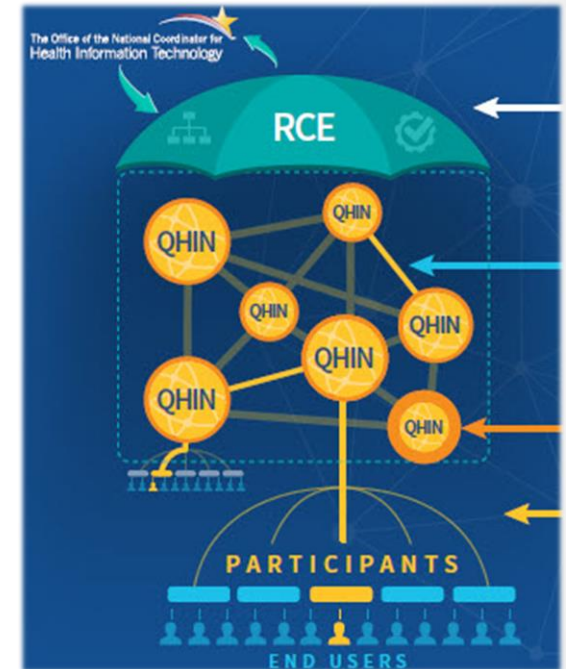 The Office of the National Coordinator for
Health Information Technology
RCE
QHIN
QHIN
QHIN
QHIN
QHIN
QHIN
QHIN
PARTICIPANTS
END USERS